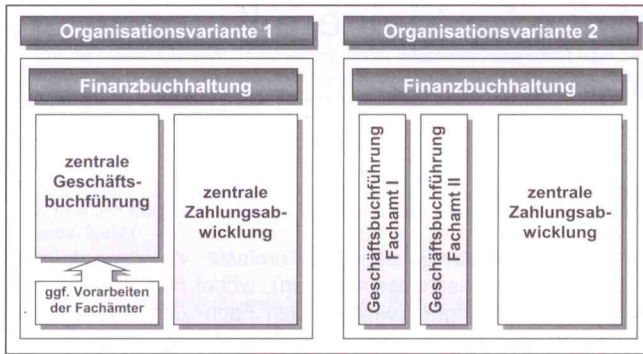 Organisationsvariante 1
Finanzbuchhaltung
zentrale
Geschäfts-
buchführung
ggf. Vorarbeiten
der Fachämter
zentrale
Zahlungsab-
wicklung
Organisationsvariante 2
Finanzbuchhaltung
Geschäftsbuchführung
Fachamt I
Geschäftsbuchführung
Fachamt II
zentrale
Zahlungsab-
wicklung